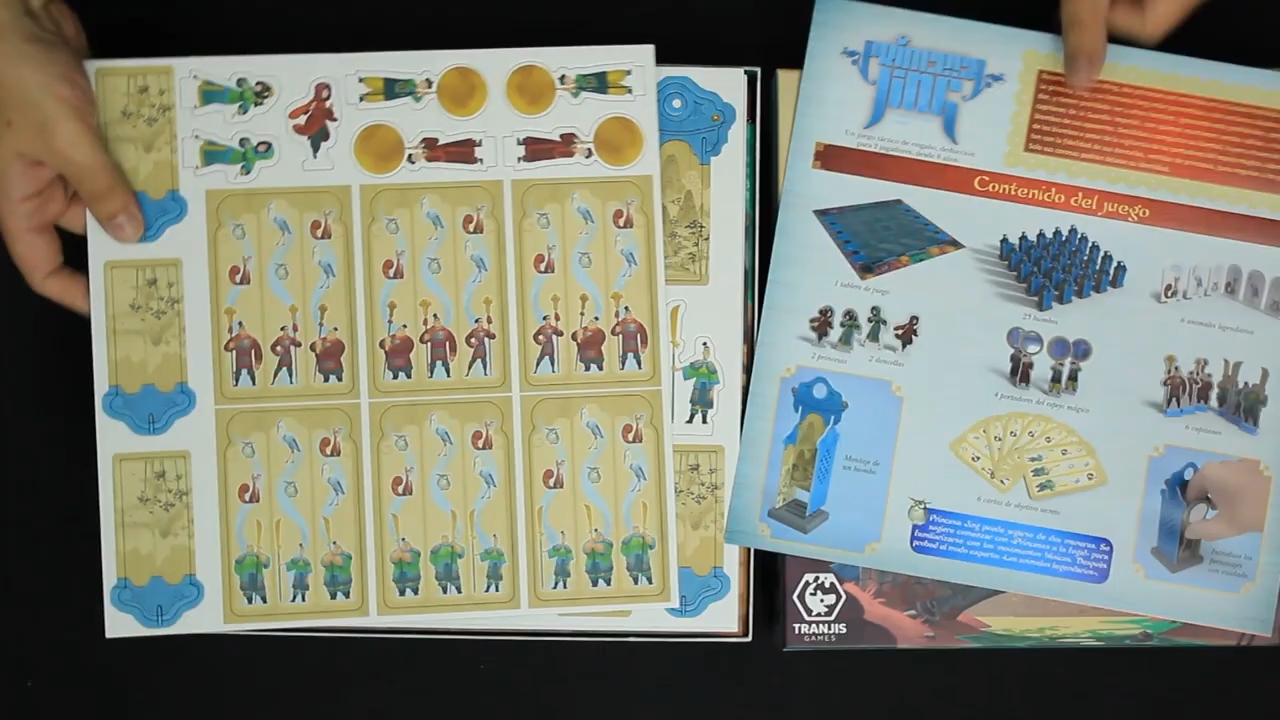 Princesa
Jing
Un juego táctico de engaño, deducción
para 2 jugadores, desde 8 años.
Contenido del juego
1 tablero de juego
25 biombos
6 animales legendarios
2 princesas
2 doncellas
4 portadores del espejo mágico
6 capitanes
Montaje de
un biombo
6 cartas de objetivo secreto
Princesa Jing puede jugarse de dos maneras. Se
sugiere comenzar con «Princesas a la fuga» para
familiarizarse con los movimientos básicos. Después,
probad el modo experto: «Los animales legendarios».
Introducid los
personajes
con cuidado
TRANJIS
GAMES